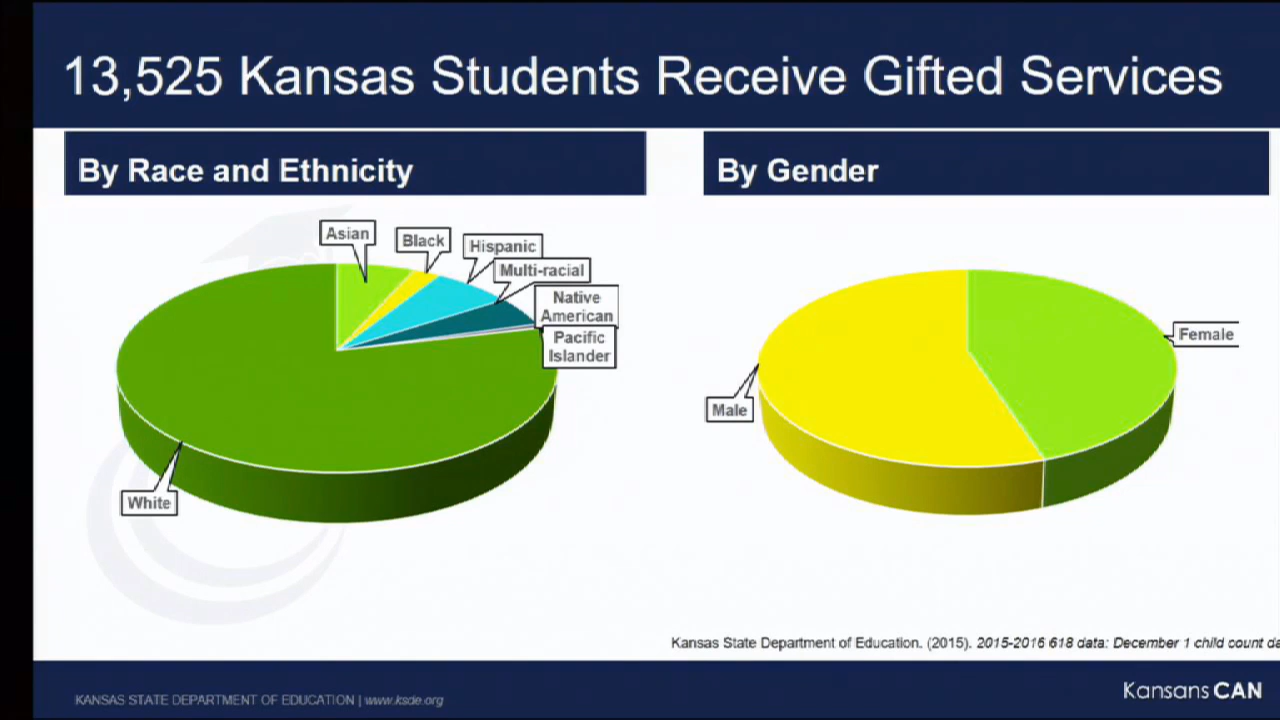 13,525 Kansas Students Receive Gifted Services
By Race and Ethnicity
By Gender
Asian
Black
Hispanic
Multi-racial
Native
American
Pacific
Islander
White
Female
Male
Kansas State Department of Education. (2015). 2015-2016 618 data: December 1 child count da
KANSAS STATE DEPARTMENT OF EDUCATION | www.ksde.org
KansansCAN